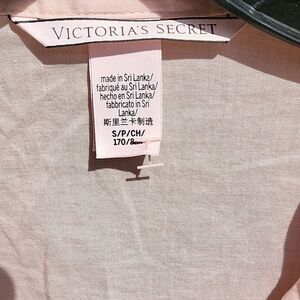 VICTORIA'S SECRET
made in Sri Lanka/
fabriqué au Sri Lanka/
hecho en Sri Lanka/
fabbricato in Sri
Lanka/
斯里兰卡制造
S/P/CH/